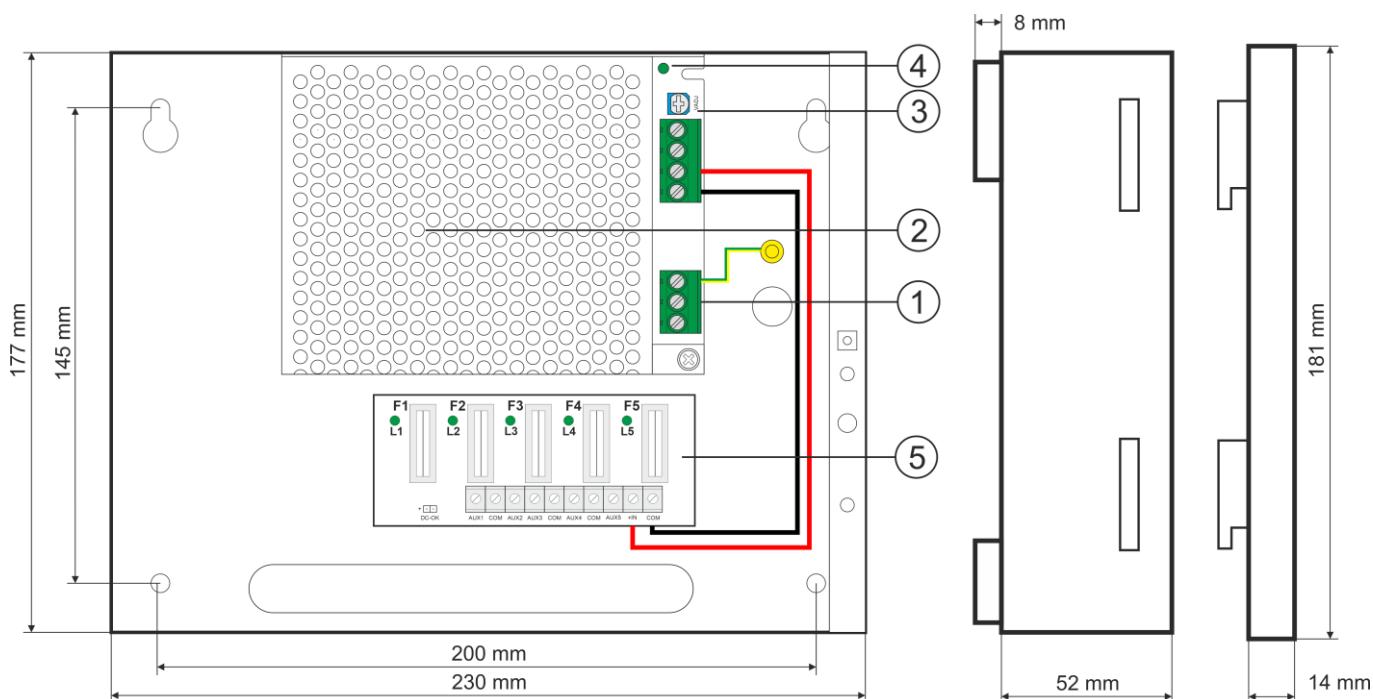 8 mm
4
3
2
1
177 mm
145 mm
181 mm
F1 F2 F3 F4 F5
L1 L2 L3 L4 L5
5
+
DC-OK
AUX1 COM AUX2 AUX3 COM AUX4 COM AUX5 +IN COM
200 mm
230 mm
52 mm
14 mm